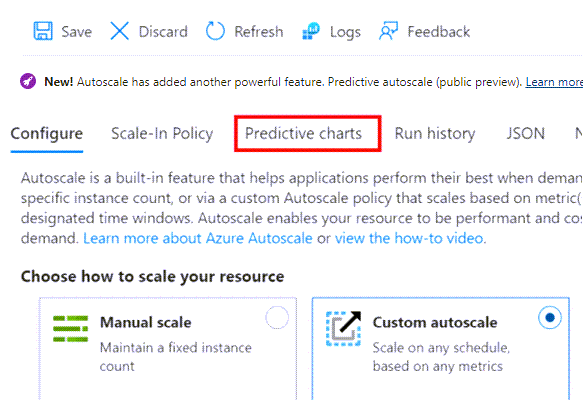 Save Discard Refresh Logs Feedback
New! Autoscale has added another powerful feature. Predictive autoscale (public preview). Learn more
Configure Scale-In Policy Predictive charts Run history JSON N
Autoscale is a built-in feature that helps applications perform their best when deman
specific instance count, or via a custom Autoscale policy that scales based on metric(
designated time windows. Autoscale enables your resource to be performant and cos
demand. Learn more about Azure Autoscale or view the how-to video.
Choose how to scale your resource
Manual scale
Maintain a fixed instance
count
Custom autoscale
Scale on any schedule,
based on any metrics